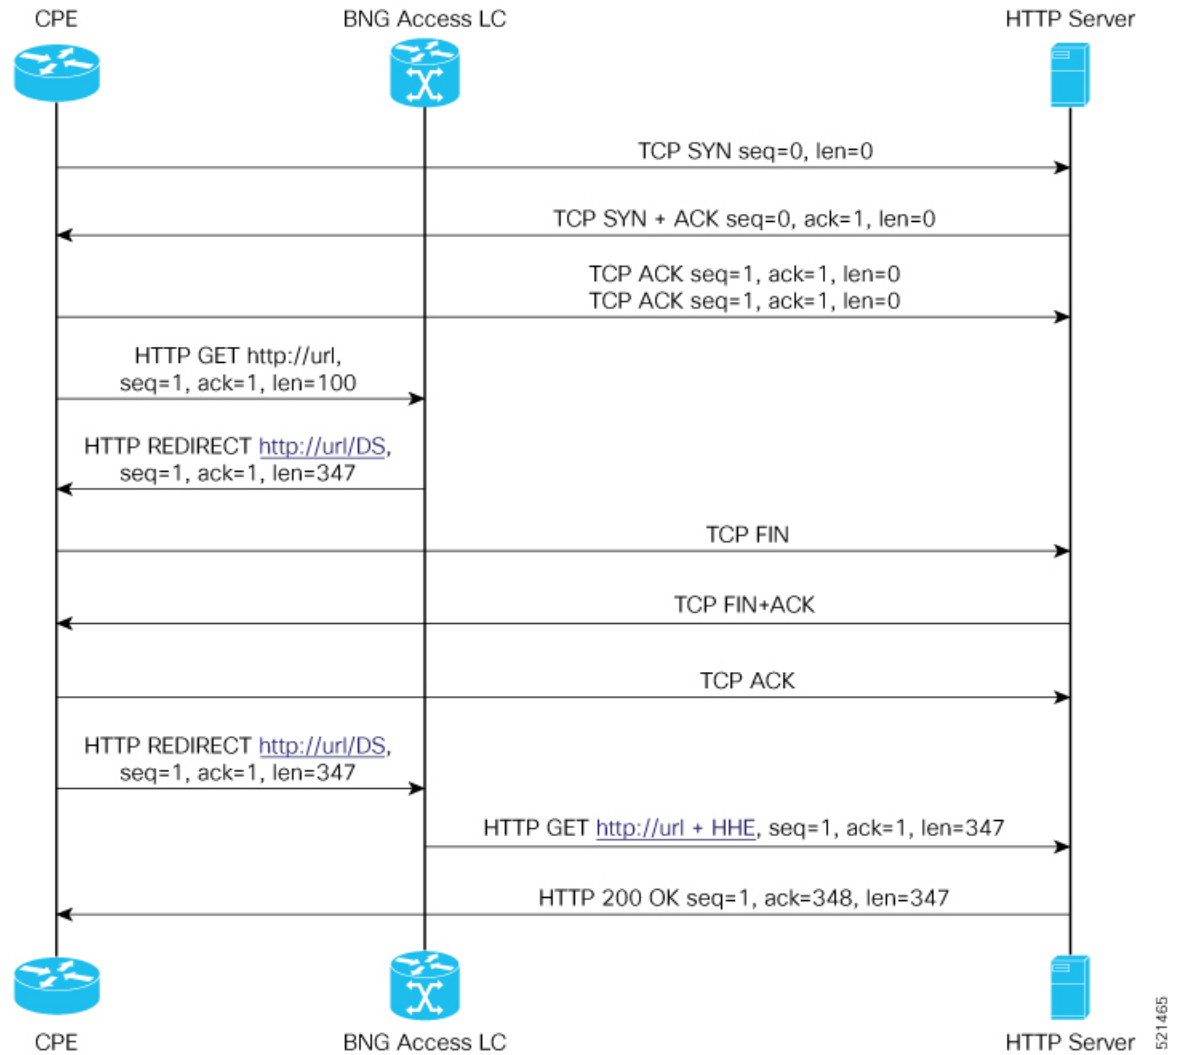 CPE
BNG Access LC
HTTP Server
TCP SYN seq=0, len=0
TCP SYN + ACK seq=0, ack=1, len=0
TCP ACK seq=1, ack=1, len=0
TCP ACK seq=1, ack=1, len=0
HTTP GET http://url,
seq=1, ack=1, len=100
HTTP REDIRECT http://url/DS,
seq=1, ack=1, len=347
TCP FIN
TCP FIN+ACK
TCP ACK
HTTP REDIRECT http://url/DS,
seq=1, ack=1, len=347
HTTP GET http://url + HHE, seq=1, ack=1, len=347
HTTP 200 OK seq=1, ack=348, len=347
CPE
BNG Access LC
HTTP Server
521465